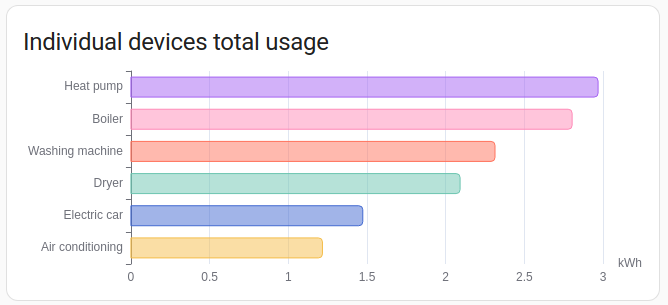 Individual devices total usage
Heat pump
Boiler
Washing machine
Dryer
Electric car
Air conditioning
kWh
0 0.5 1 1.5 2 2.5 3